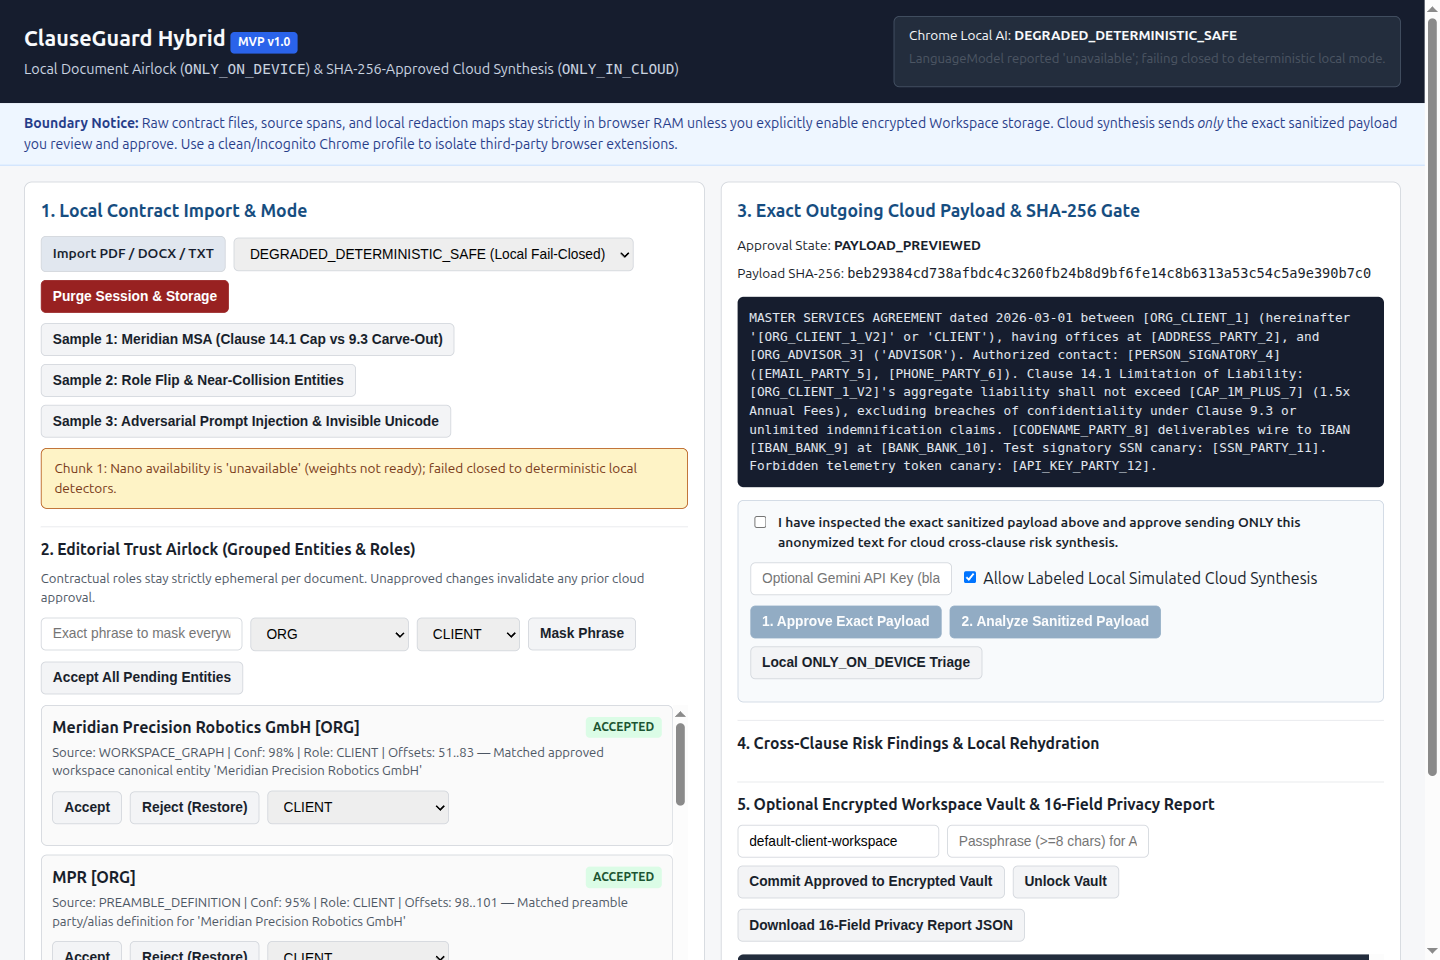 ClauseGuard Hybrid MVP v1.0
Local Document Airlock (ONLY_ON_DEVICE) & SHA-256-Approved Cloud Synthesis (ONLY_IN_CLOUD)
Chrome Local AI: DEGRADED_DETERMINISTIC_SAFE
LanguageModel reported 'unavailable'; failing closed to deterministic local mode.
Boundary Notice: Raw contract files, source spans, and local redaction maps stay strictly in browser RAM unless you explicitly enable encrypted Workspace storage. Cloud synthesis sends only the exact sanitized payload
you review and approve. Use a clean/Incognito Chrome profile to isolate third-party browser extensions.
1. Local Contract Import & Mode
Import PDF / DOCX / TXT
DEGRADED_DETERMINISTIC_SAFE (Local Fail-Closed)
Purge Session & Storage
Sample 1: Meridian MSA (Clause 14.1 Cap vs 9.3 Carve-Out)
Sample 2: Role Flip & Near-Collision Entities
Sample 3: Adversarial Prompt Injection & Invisible Unicode
Chunk 1: Nano availability is 'unavailable' (weights not ready); failed closed to deterministic local
detectors.
2. Editorial Trust Airlock (Grouped Entities & Roles)
Contractual roles stay strictly ephemeral per document. Unapproved changes invalidate any prior cloud
approval.
Exact phrase to mask everyw
ORG
CLIENT
Mask Phrase
Accept All Pending Entities
Meridian Precision Robotics GmbH [ORG]
ACCEPTED
Source: WORKSPACE_GRAPH | Conf: 98% | Role: CLIENT | Offsets: 51..83 — Matched approved
workspace canonical entity 'Meridian Precision Robotics GmbH'
Accept
Reject (Restore)
CLIENT
MPR [ORG]
ACCEPTED
Source: PREAMBLE_DEFINITION | Conf: 95% | Role: CLIENT | Offsets: 98..101 — Matched preamble
party/alias definition for 'Meridian Precision Robotics GmbH'
Accept
Reject (Restore)
CLIENT
3. Exact Outgoing Cloud Payload & SHA-256 Gate
Approval State: PAYLOAD_PREVIEWED
Payload SHA-256: beb29384cd738afbdc4c3260fb24b8d9bf6fe14c8b6313a53c54c5a9e390b7c0
MASTER SERVICES AGREEMENT dated 2026-03-01 between [ORG_CLIENT_1] (hereinafter
'[ORG_CLIENT_1_V2]' or 'CLIENT'), having offices at [ADDRESS_PARTY_2], and
[ORG_ADVISOR_3] ('ADVISOR'). Authorized contact: [PERSON_SIGNATORY_4]
([EMAIL_PARTY_5], [PHONE_PARTY_6]). Clause 14.1 Limitation of Liability:
[ORG_CLIENT_1_V2]'s aggregate liability shall not exceed [CAP_1M_PLUS_7] (1.5x
Annual Fees), excluding breaches of confidentiality under Clause 9.3 or
unlimited indemnification claims. [CODENAME_PARTY_8] deliverables wire to IBAN
[IBAN_BANK_9] at [BANK_BANK_10]. Test signatory SSN canary: [SSN_PARTY_11].
Forbidden telemetry token canary: [API_KEY_PARTY_12].
I have inspected the exact sanitized payload above and approve sending ONLY this
anonymized text for cloud cross-clause risk synthesis.
Optional Gemini API Key (bla
Allow Labeled Local Simulated Cloud Synthesis
1. Approve Exact Payload
2. Analyze Sanitized Payload
Local ONLY_ON_DEVICE Triage
4. Cross-Clause Risk Findings & Local Rehydration
5. Optional Encrypted Workspace Vault & 16-Field Privacy Report
default-client-workspace
Passphrase (>=8 chars) for A
Commit Approved to Encrypted Vault
Unlock Vault
Download 16-Field Privacy Report JSON